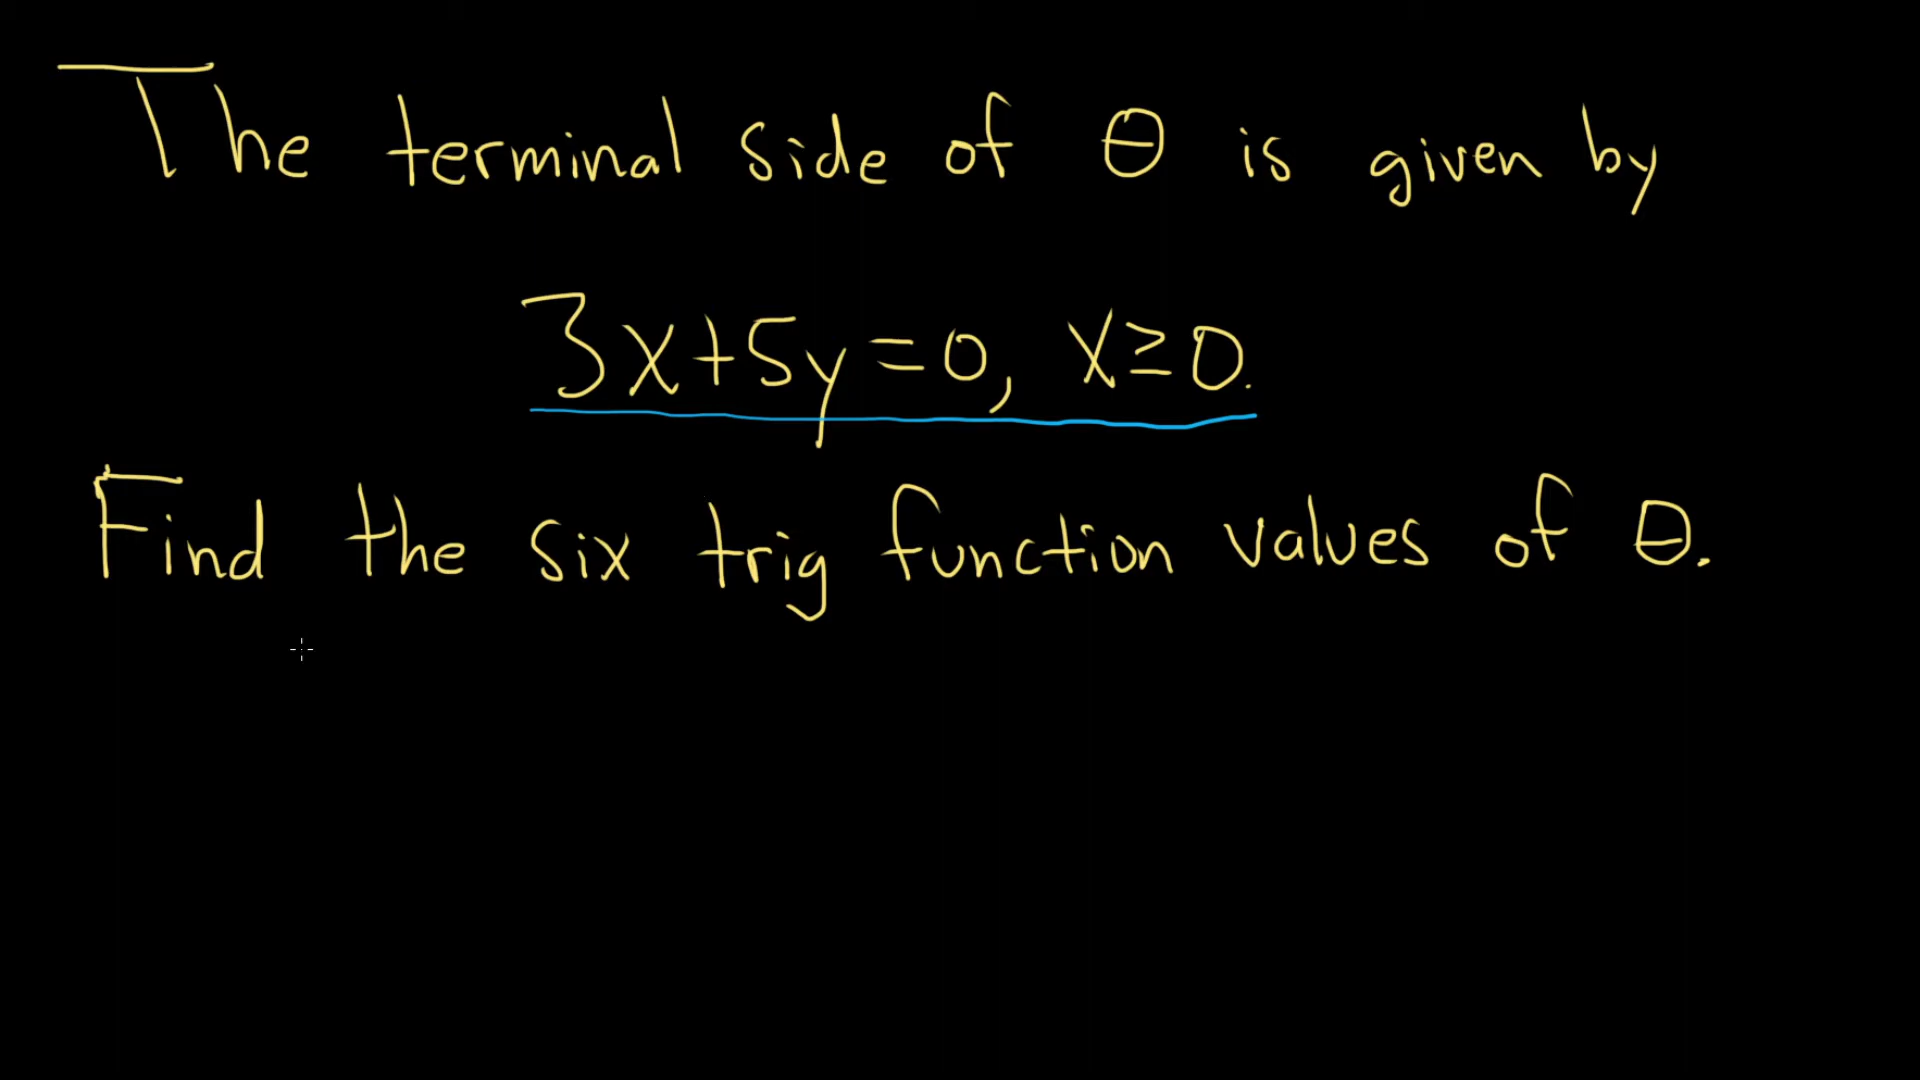 The terminal side of θ is given by
3x+5y=0, x≥0.
Find the six trig function values of θ.